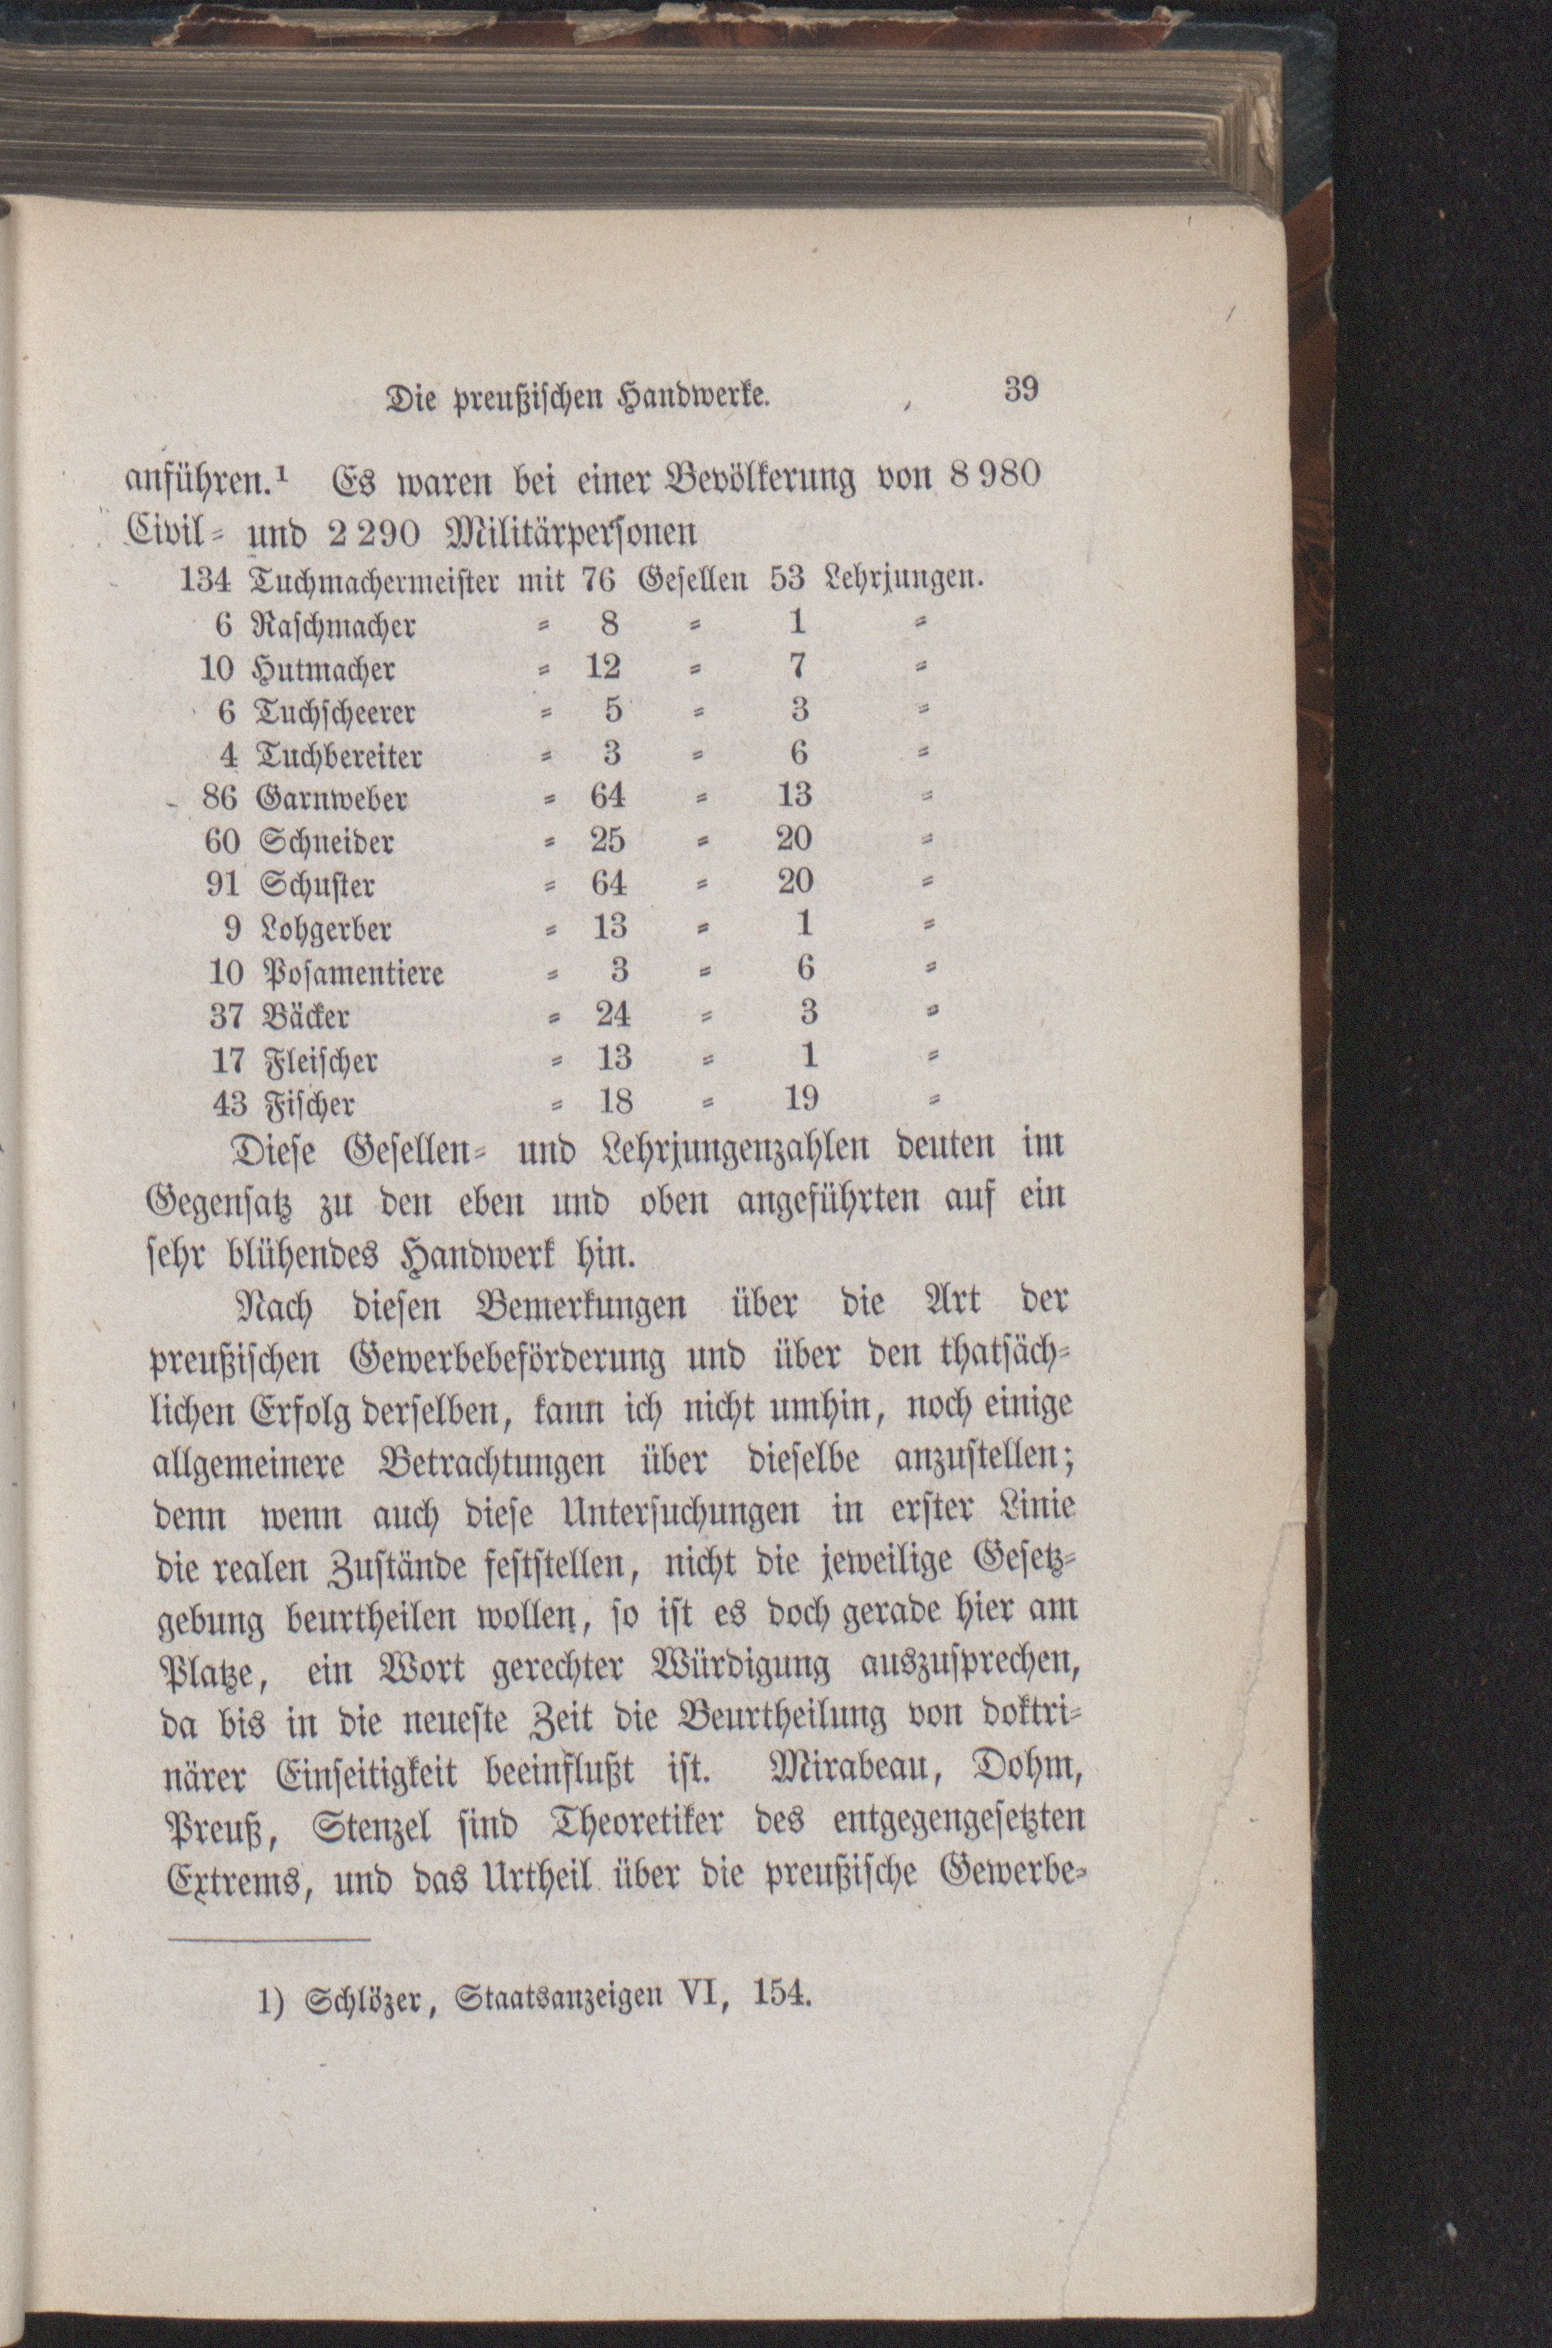 Die preußischen Handwerke. 39
anführen.¹ Es waren bei einer Bevölkerung von 8 980
Civil- und 2 290 Militärpersonen
134 Tuchmachermeister mit 76 Gesellen 53 Lehrjungen.
6 Raschmacher = 8 = 1 =
10 Hutmacher = 12 = 7 =
6 Tuchscheerer = 5 = 3 =
4 Tuchbereiter = 3 = 6 =
86 Garnweber = 64 = 13 =
60 Schneider = 25 = 20 =
91 Schuster = 64 = 20 =
9 Lohgerber = 13 = 1 =
10 Posamentiere = 3 = 6 =
37 Bäcker = 24 = 3 =
17 Fleischer = 13 = 1 =
43 Fischer = 18 = 19 =
Diese Gesellen- und Lehrjungenzahlen deuten im
Gegensatz zu den eben und oben angeführten auf ein
sehr blühendes Handwerk hin.
Nach diesen Bemerkungen über die Art der
preußischen Gewerbebeförderung und über den thatsäch-
lichen Erfolg derselben, kann ich nicht umhin, noch einige
allgemeinere Betrachtungen über dieselbe anzustellen;
denn wenn auch diese Untersuchungen in erster Linie
die realen Zustände feststellen, nicht die jeweilige Gesetz-
gebung beurtheilen wollen, so ist es doch gerade hier am
Platze, ein Wort gerechter Würdigung auszusprechen,
da bis in die neueste Zeit die Beurtheilung von doktri-
närer Einseitigkeit beeinflußt ist. Mirabeau, Dohm,
Preuß, Stenzel sind Theoretiker des entgegengesetzten
Extrems, und das Urtheil über die preußische Gewerbe-
1) Schlözer, Staatsanzeigen VI, 154.